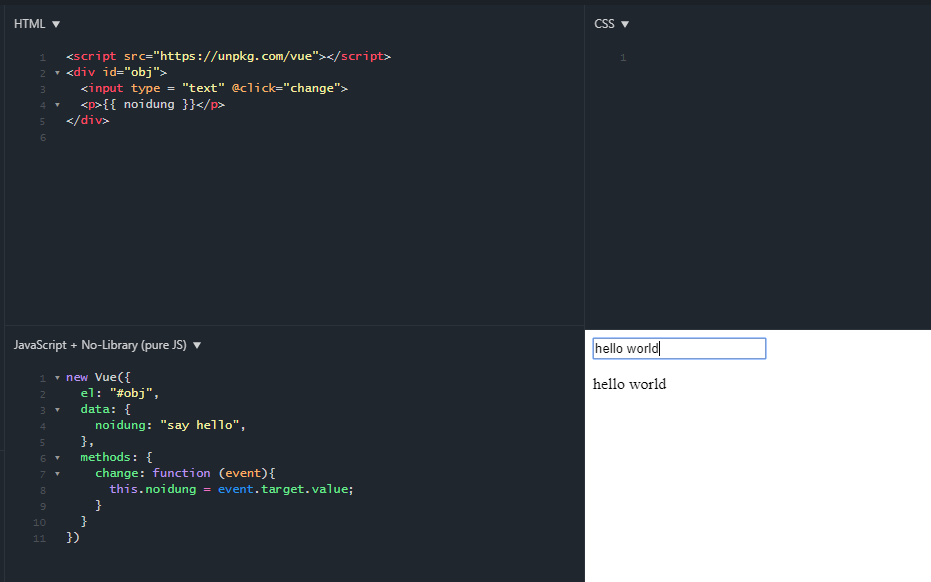 HTML ▼
1 <script src="https://unpkg.com/vue"></script>
2 ▾ <div id="obj">
3 <input type = "text" @click="change">
4 ▾ <p>{{ noidung }}</p>
5 </div>
6
CSS ▼
1
JavaScript + No-Library (pure JS) ▼
1 ▾ new Vue({
2 el: "#obj",
3 ▾ data: {
4 noidung: "say hello",
5 },
6 ▾ methods: {
7 ▾ change: function (event){
8 this.noidung = event.target.value;
9 }
10 }
11 })
hello world
hello world